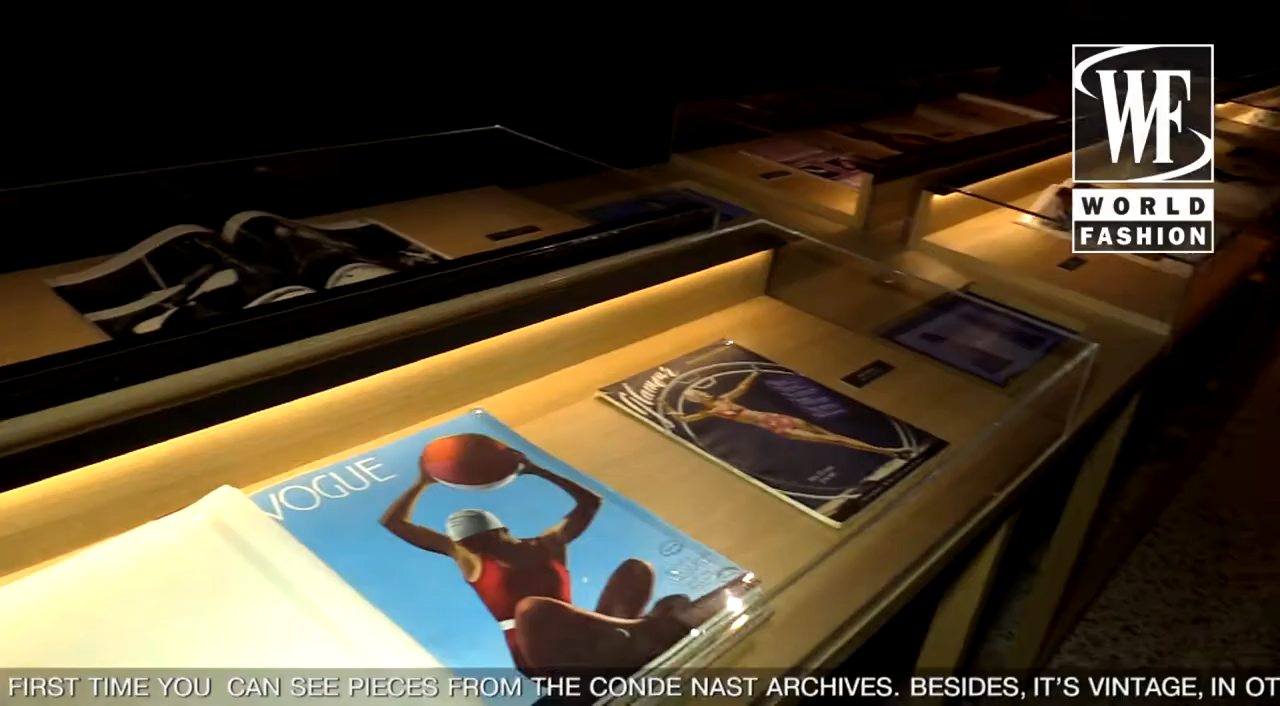 WF
WORLD
FASHION
Glamour
VOGUE
FIRST TIME YOU CAN SEE PIECES FROM THE CONDE NAST ARCHIVES. BESIDES, IT'S VINTAGE, IN OT